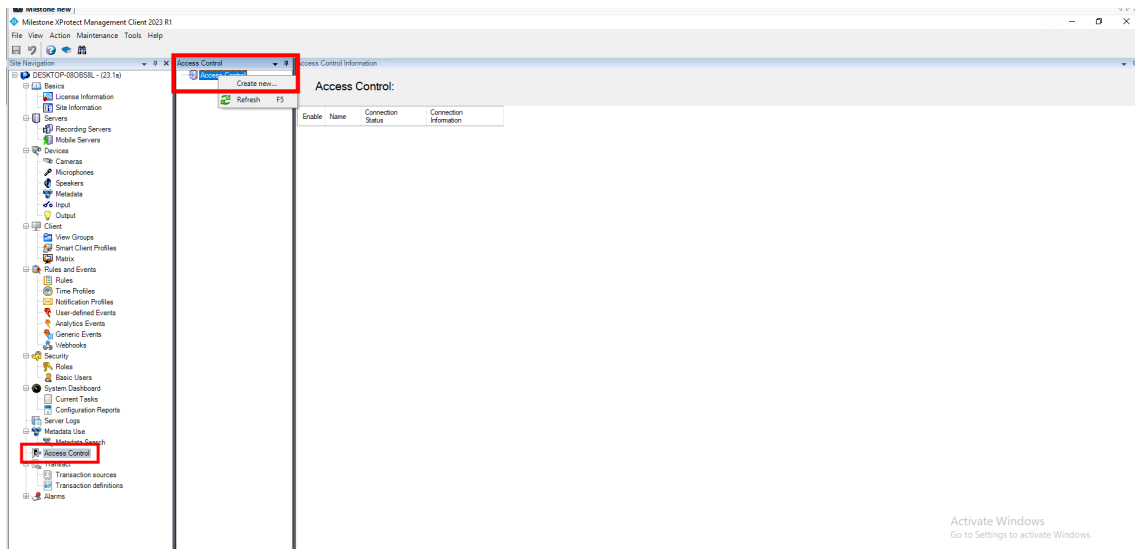 Milestone new
Milestone XProtect Management Client 2023 R1
File View Action Maintenance Tools Help
Site Navigation
DESKTOP-08OBS8L - (23.1a)
Basics
License Information
Site Information
Servers
Recording Servers
Mobile Servers
Devices
Cameras
Microphones
Speakers
Metadata
Input
Output
Client
View Groups
Smart Client Profiles
Matrix
Rules and Events
Rules
Time Profiles
Notification Profiles
User-defined Events
Analytics Events
Generic Events
Webhooks
Security
Roles
Basic Users
System Dashboard
Current Tasks
Configuration Reports
Server Logs
Metadata Use
Metadata Search
Access Control
Transact
Transaction sources
Transaction definitions
Alarms
Access Control
Access Control
Create new...
Refresh F5
Access Control Information
Access Control:
Enable Name Connection Status Connection Information
Activate Windows
Go to Settings to activate Windows.